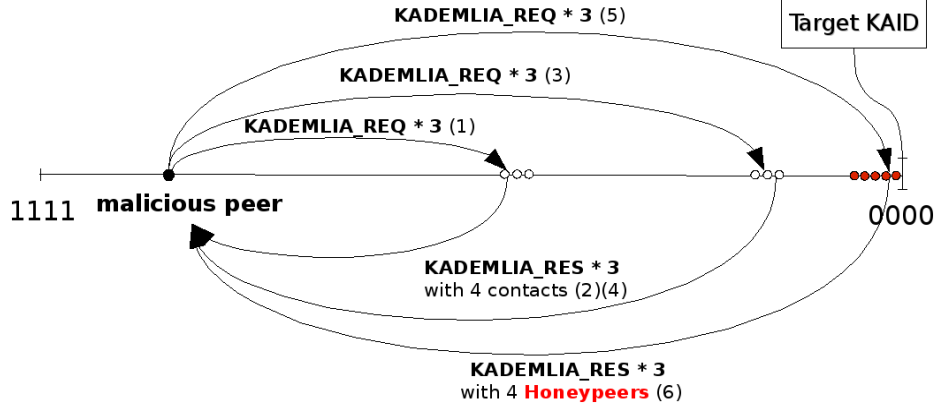 KADEMLIA_REQ * 3 (5)
Target KAID
KADEMLIA_REQ * 3 (3)
KADEMLIA_REQ * 3 (1)
1111
malicious peer
0000
KADEMLIA_RES * 3
with 4 contacts (2)(4)
KADEMLIA_RES * 3
with 4 Honeypeers (6)